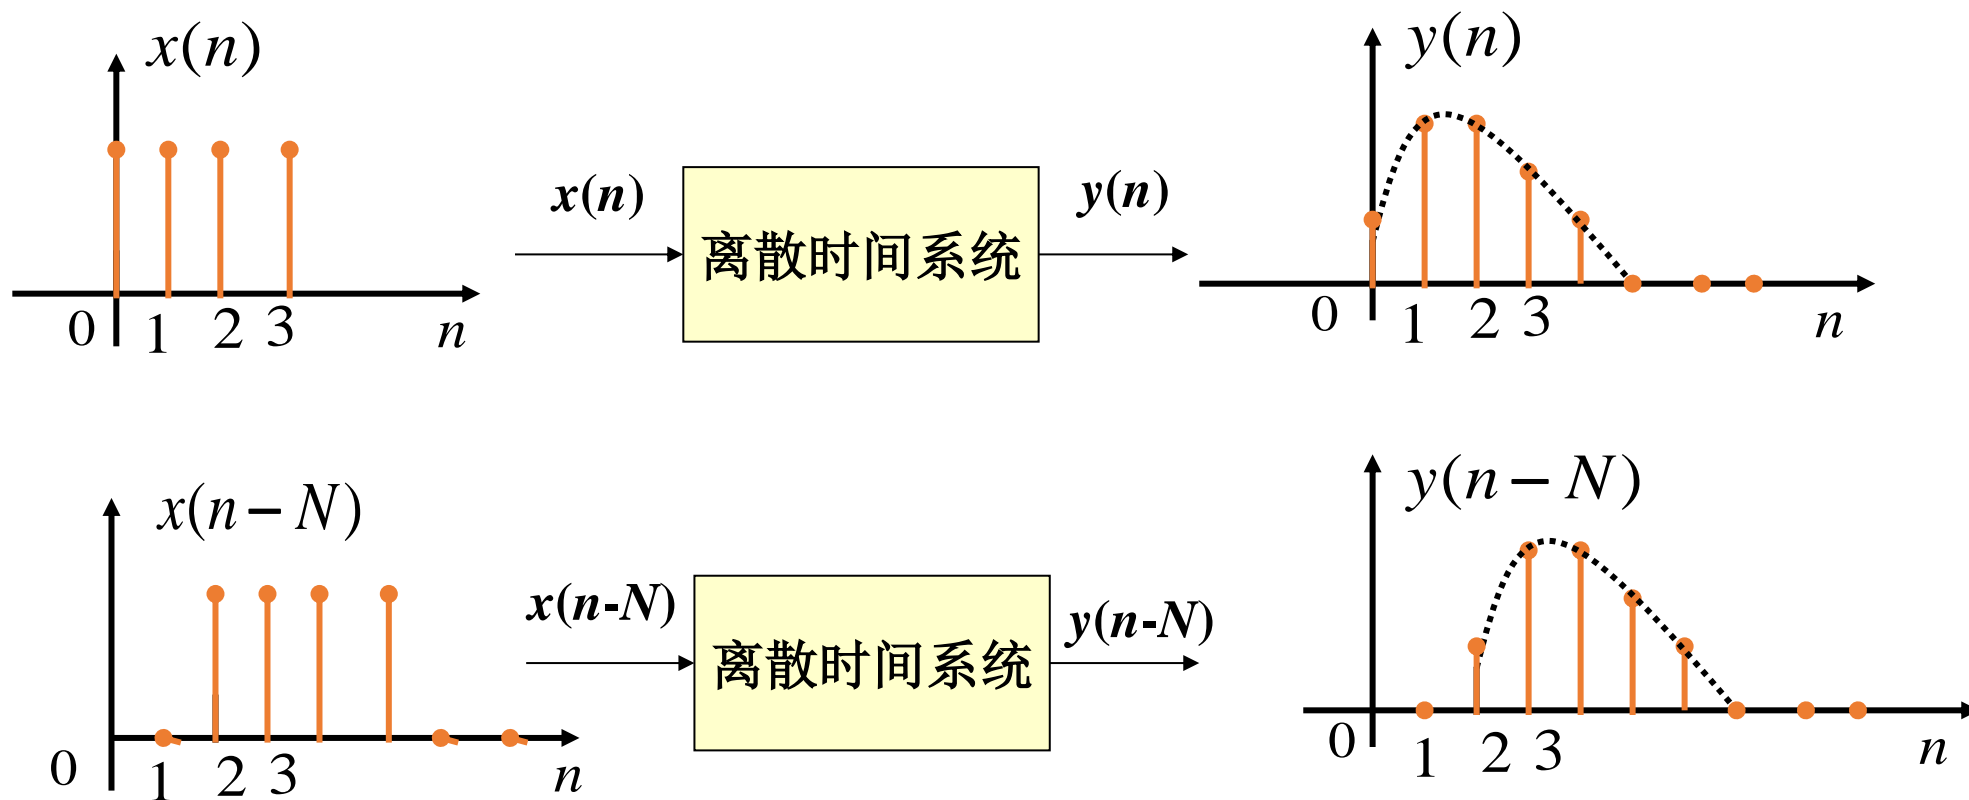 x(n)
0 1 2 3 n
x(n)
离散时间系统
y(n)
y(n)
0 1 2 3 n
x(n－N)
0 1 2 3 n
x(n-N)
离散时间系统
y(n-N)
y(n－N)
0 1 2 3 n